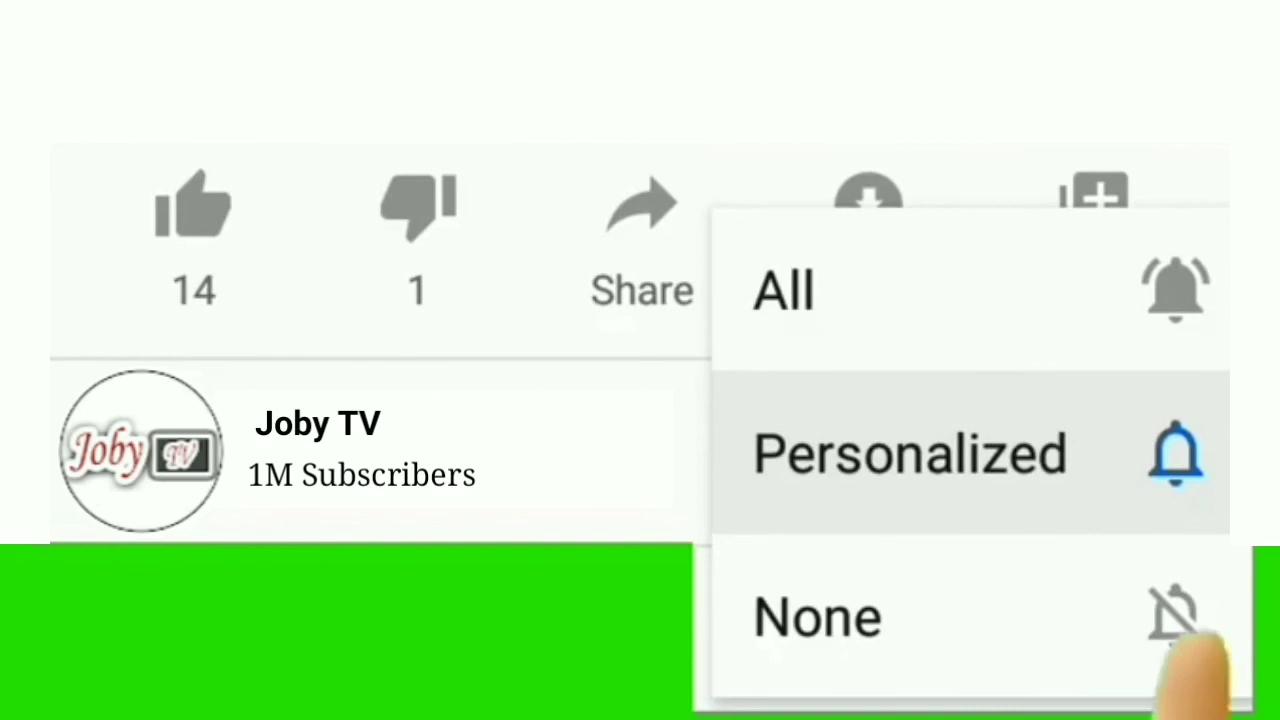 14
1
Share
All
Joby TV
Joby TV
1M Subscribers
Personalized
None